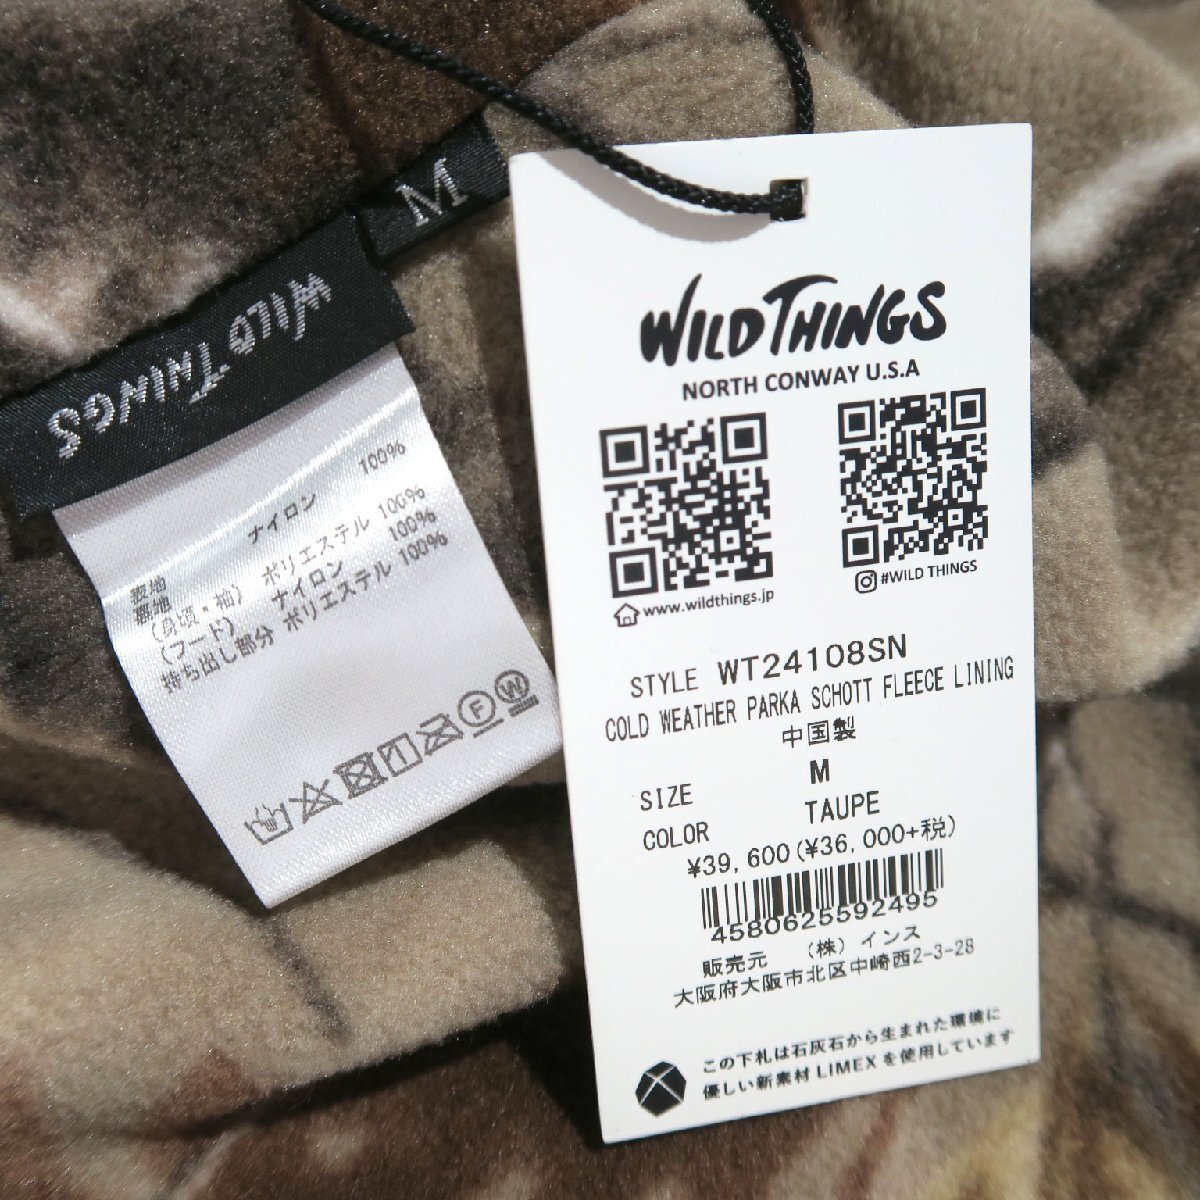 M
WILD THINGS
表地 ナイロン 100%
裏地
(身頃・袖) ポリエステル 100%
(フード) ナイロン 100%
持ち出し部分 ポリエステル 100%
F
W
WILD THINGS
NORTH CONWAY U.S.A
www.wildthings.jp
#WILD THINGS
STYLE WT24108SN
COLD WEATHER PARKA SCHOTT FLEECE LINING
中国製
SIZE M
COLOR TAUPE
¥39,600(¥36,000+税)
4580625592495
販売元 (株) インス
大阪府大阪市北区中崎西2-3-28
この下札は石灰石から生まれた環境に
優しい新素材 LIMEX を使用しています